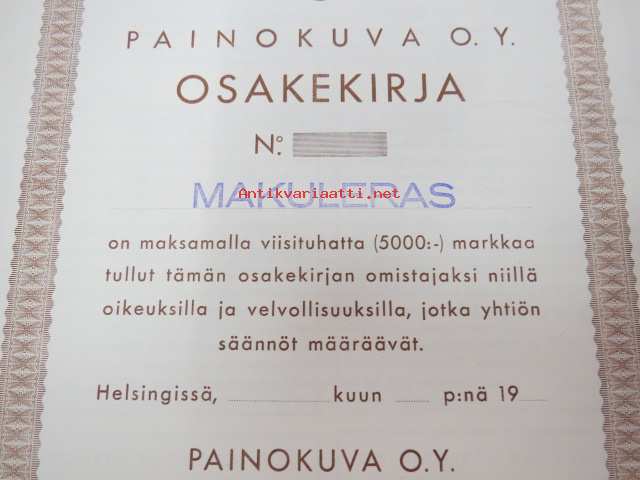 PAINOKUVA O.Y.
OSAKEKIRJA
No.
MAKULERAS
Antikvariaatti.net
on maksamalla viisituhatta (5000:-) markkaa
tullut tämän osakekirjan omistajaksi niillä
oikeuksilla ja velvollisuuksilla, jotka yhtiön
säännöt määräävät.
Helsingissä, kuun p:nä 19
PAINOKUVA O.Y.